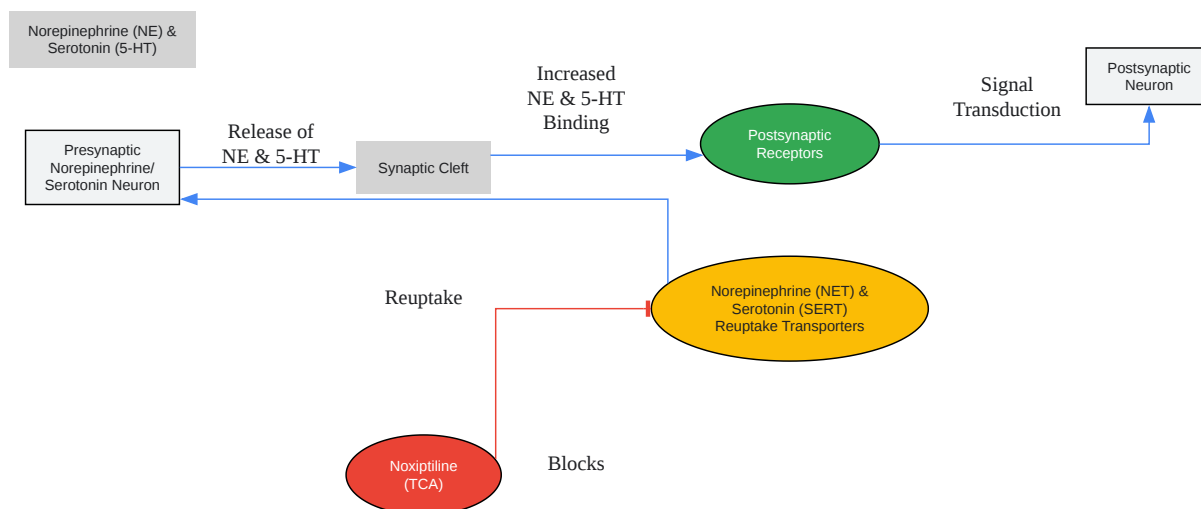 Norepinephrine (NE) &
Serotonin (5-HT)
Presynaptic
Norepinephrine/
Serotonin Neuron
Release of
NE & 5-HT
Synaptic Cleft
Increased
NE & 5-HT
Binding
Postsynaptic
Receptors
Signal
Transduction
Postsynaptic
Neuron
Reuptake
Norepinephrine (NET) &
Serotonin (SERT)
Reuptake Transporters
Noxiptiline
(TCA)
Blocks